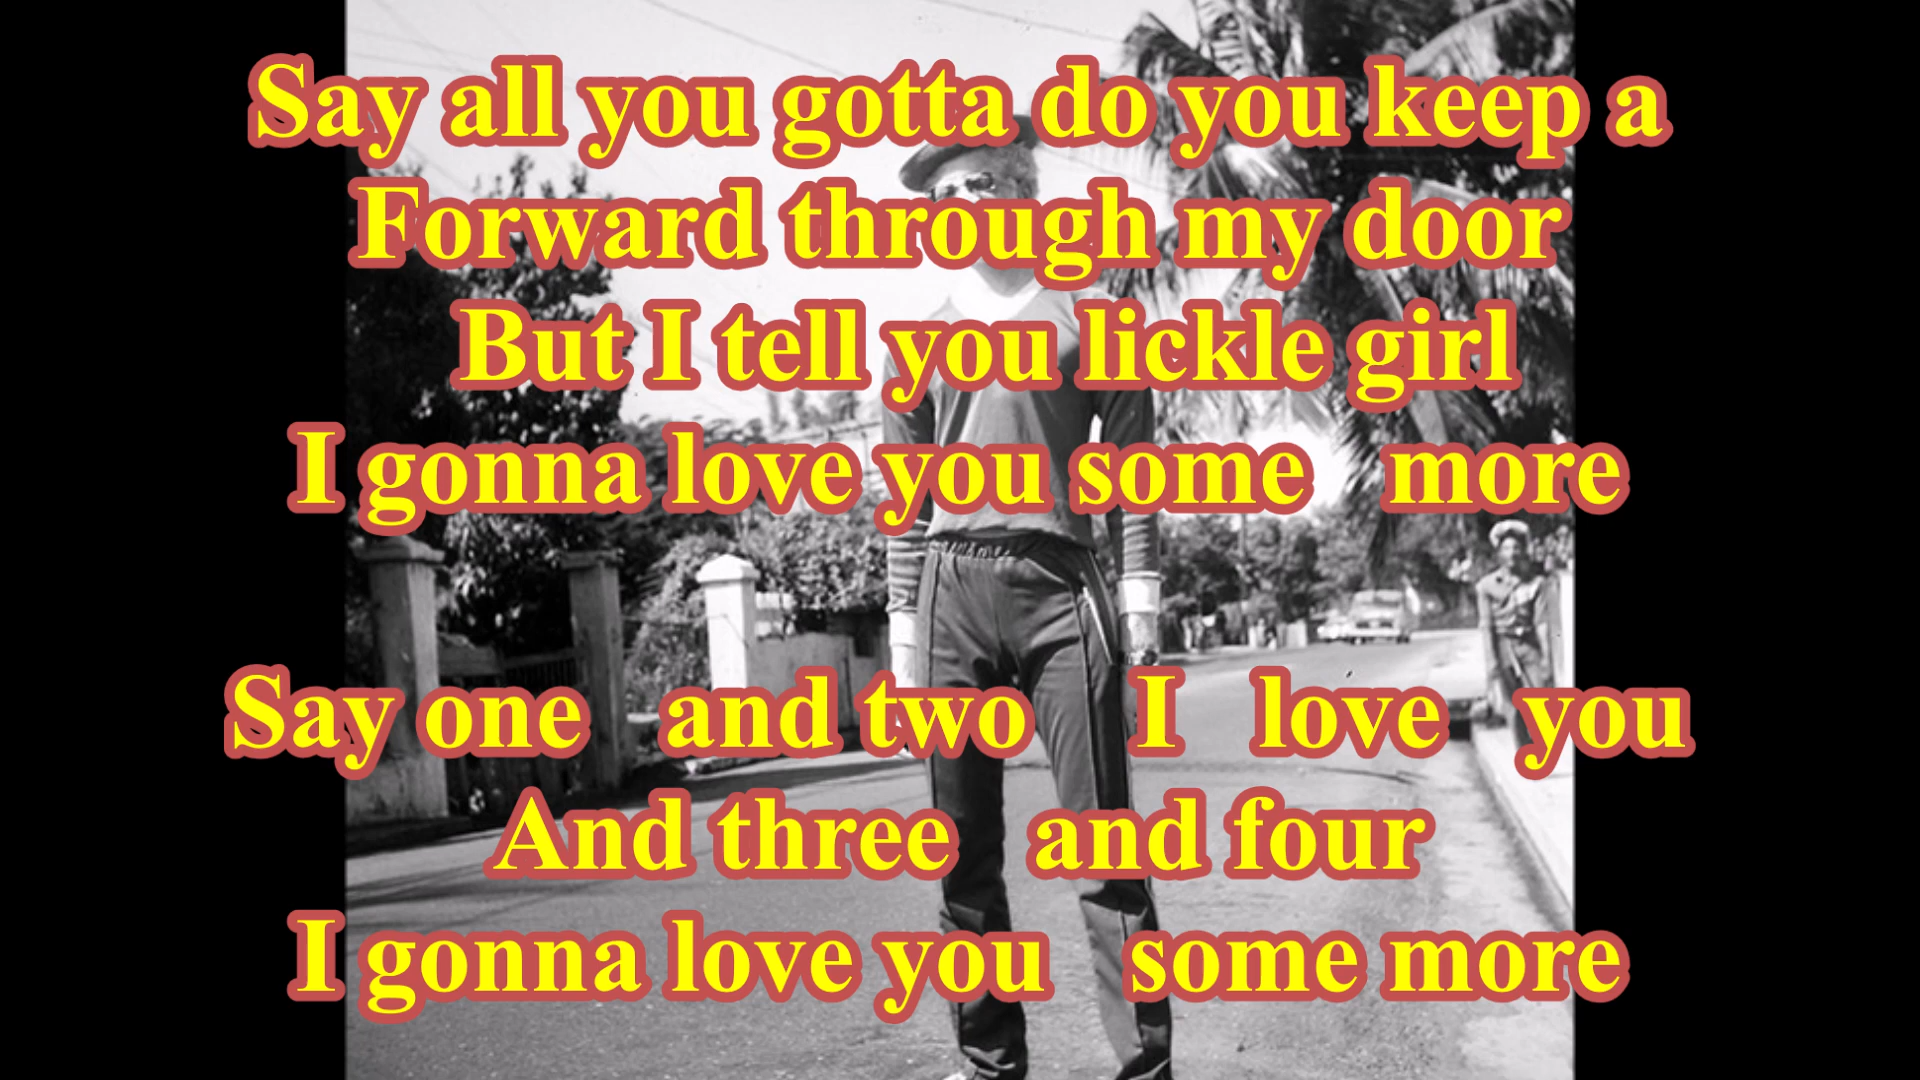 Say all you gotta do you keep a
Forward through my door
But I tell you lickle girl
I gonna love you some more
Say one and two I love you
And three and four
I gonna love you some more